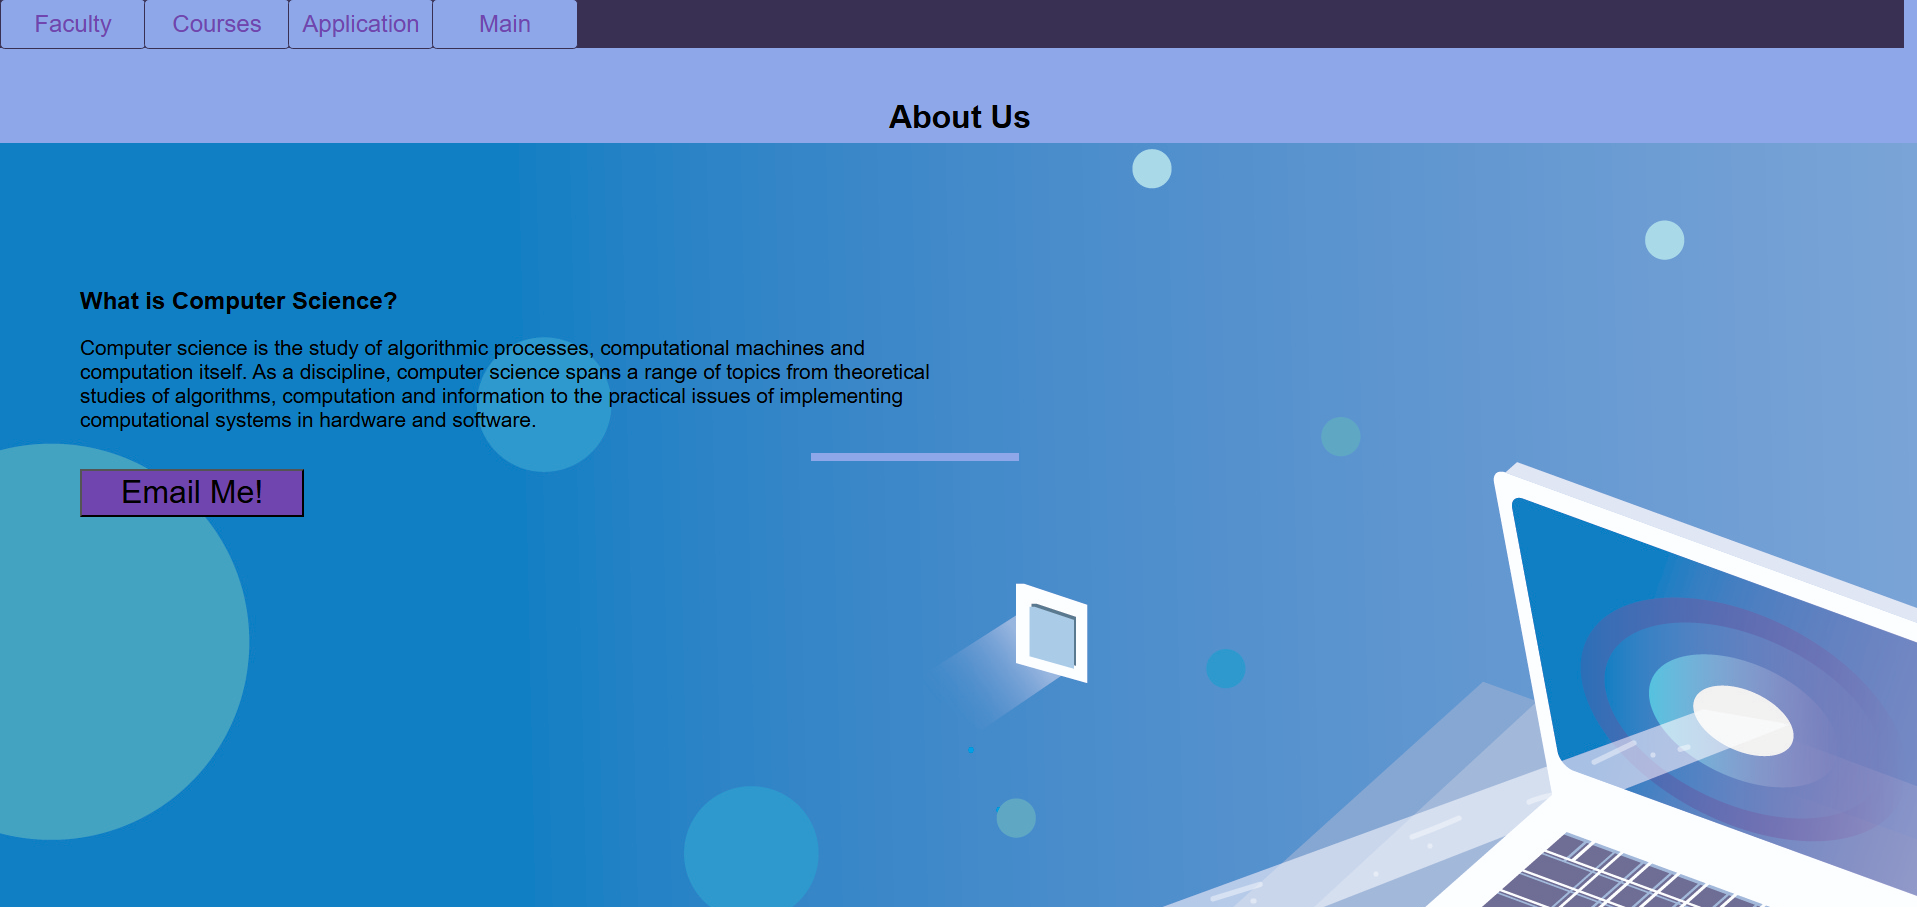 Faculty Courses Application Main
About Us
What is Computer Science?
Computer science is the study of algorithmic processes, computational machines and
computation itself. As a discipline, computer science spans a range of topics from theoretical
studies of algorithms, computation and information to the practical issues of implementing
computational systems in hardware and software.
Email Me!